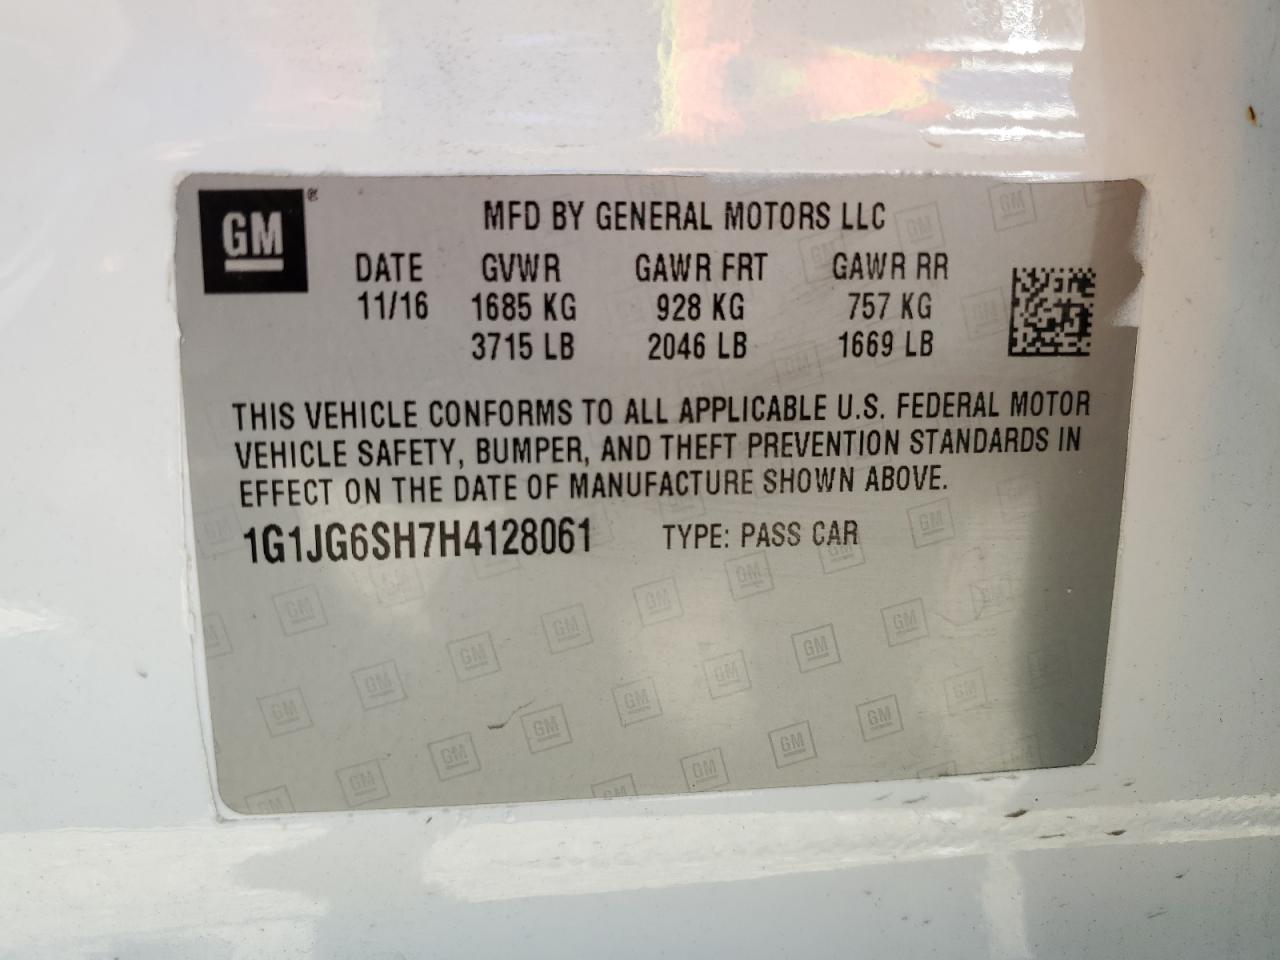 GM®
MFD BY GENERAL MOTORS LLC
DATE GVWR GAWR FRT GAWR RR
11/16 1685 KG 928 KG 757 KG
3715 LB 2046 LB 1669 LB
THIS VEHICLE CONFORMS TO ALL APPLICABLE U.S. FEDERAL MOTOR
VEHICLE SAFETY, BUMPER, AND THEFT PREVENTION STANDARDS IN
EFFECT ON THE DATE OF MANUFACTURE SHOWN ABOVE.
1G1JG6SH7H4128061 TYPE: PASS CAR